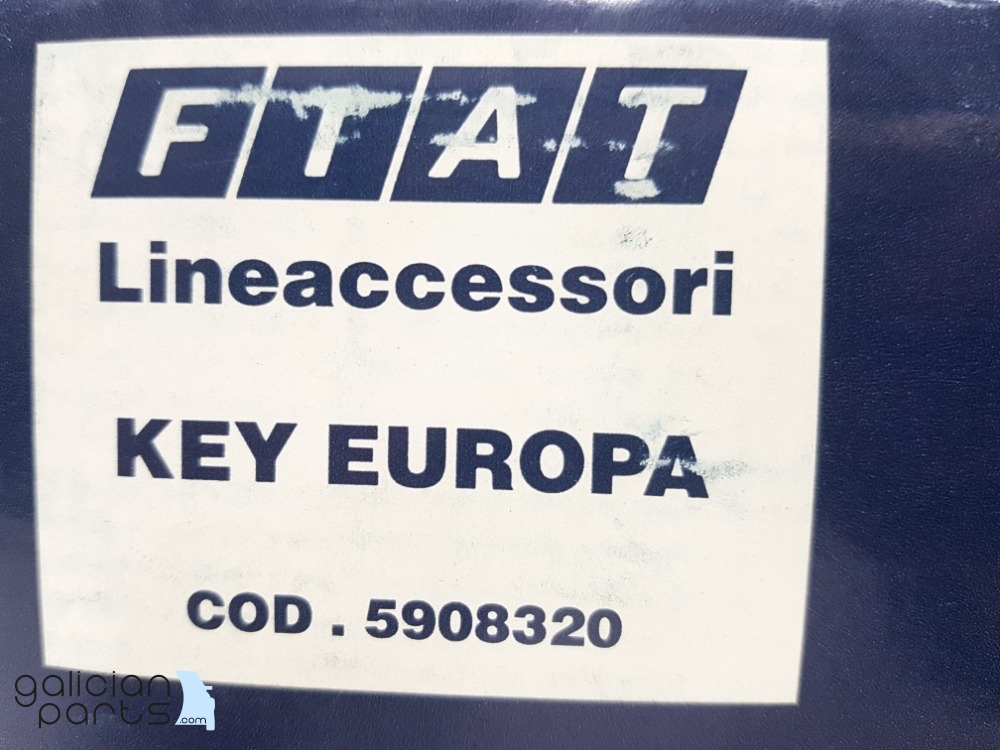 FIAT
Lineaccessori
KEY EUROPA
COD . 5908320
galician
parts.com